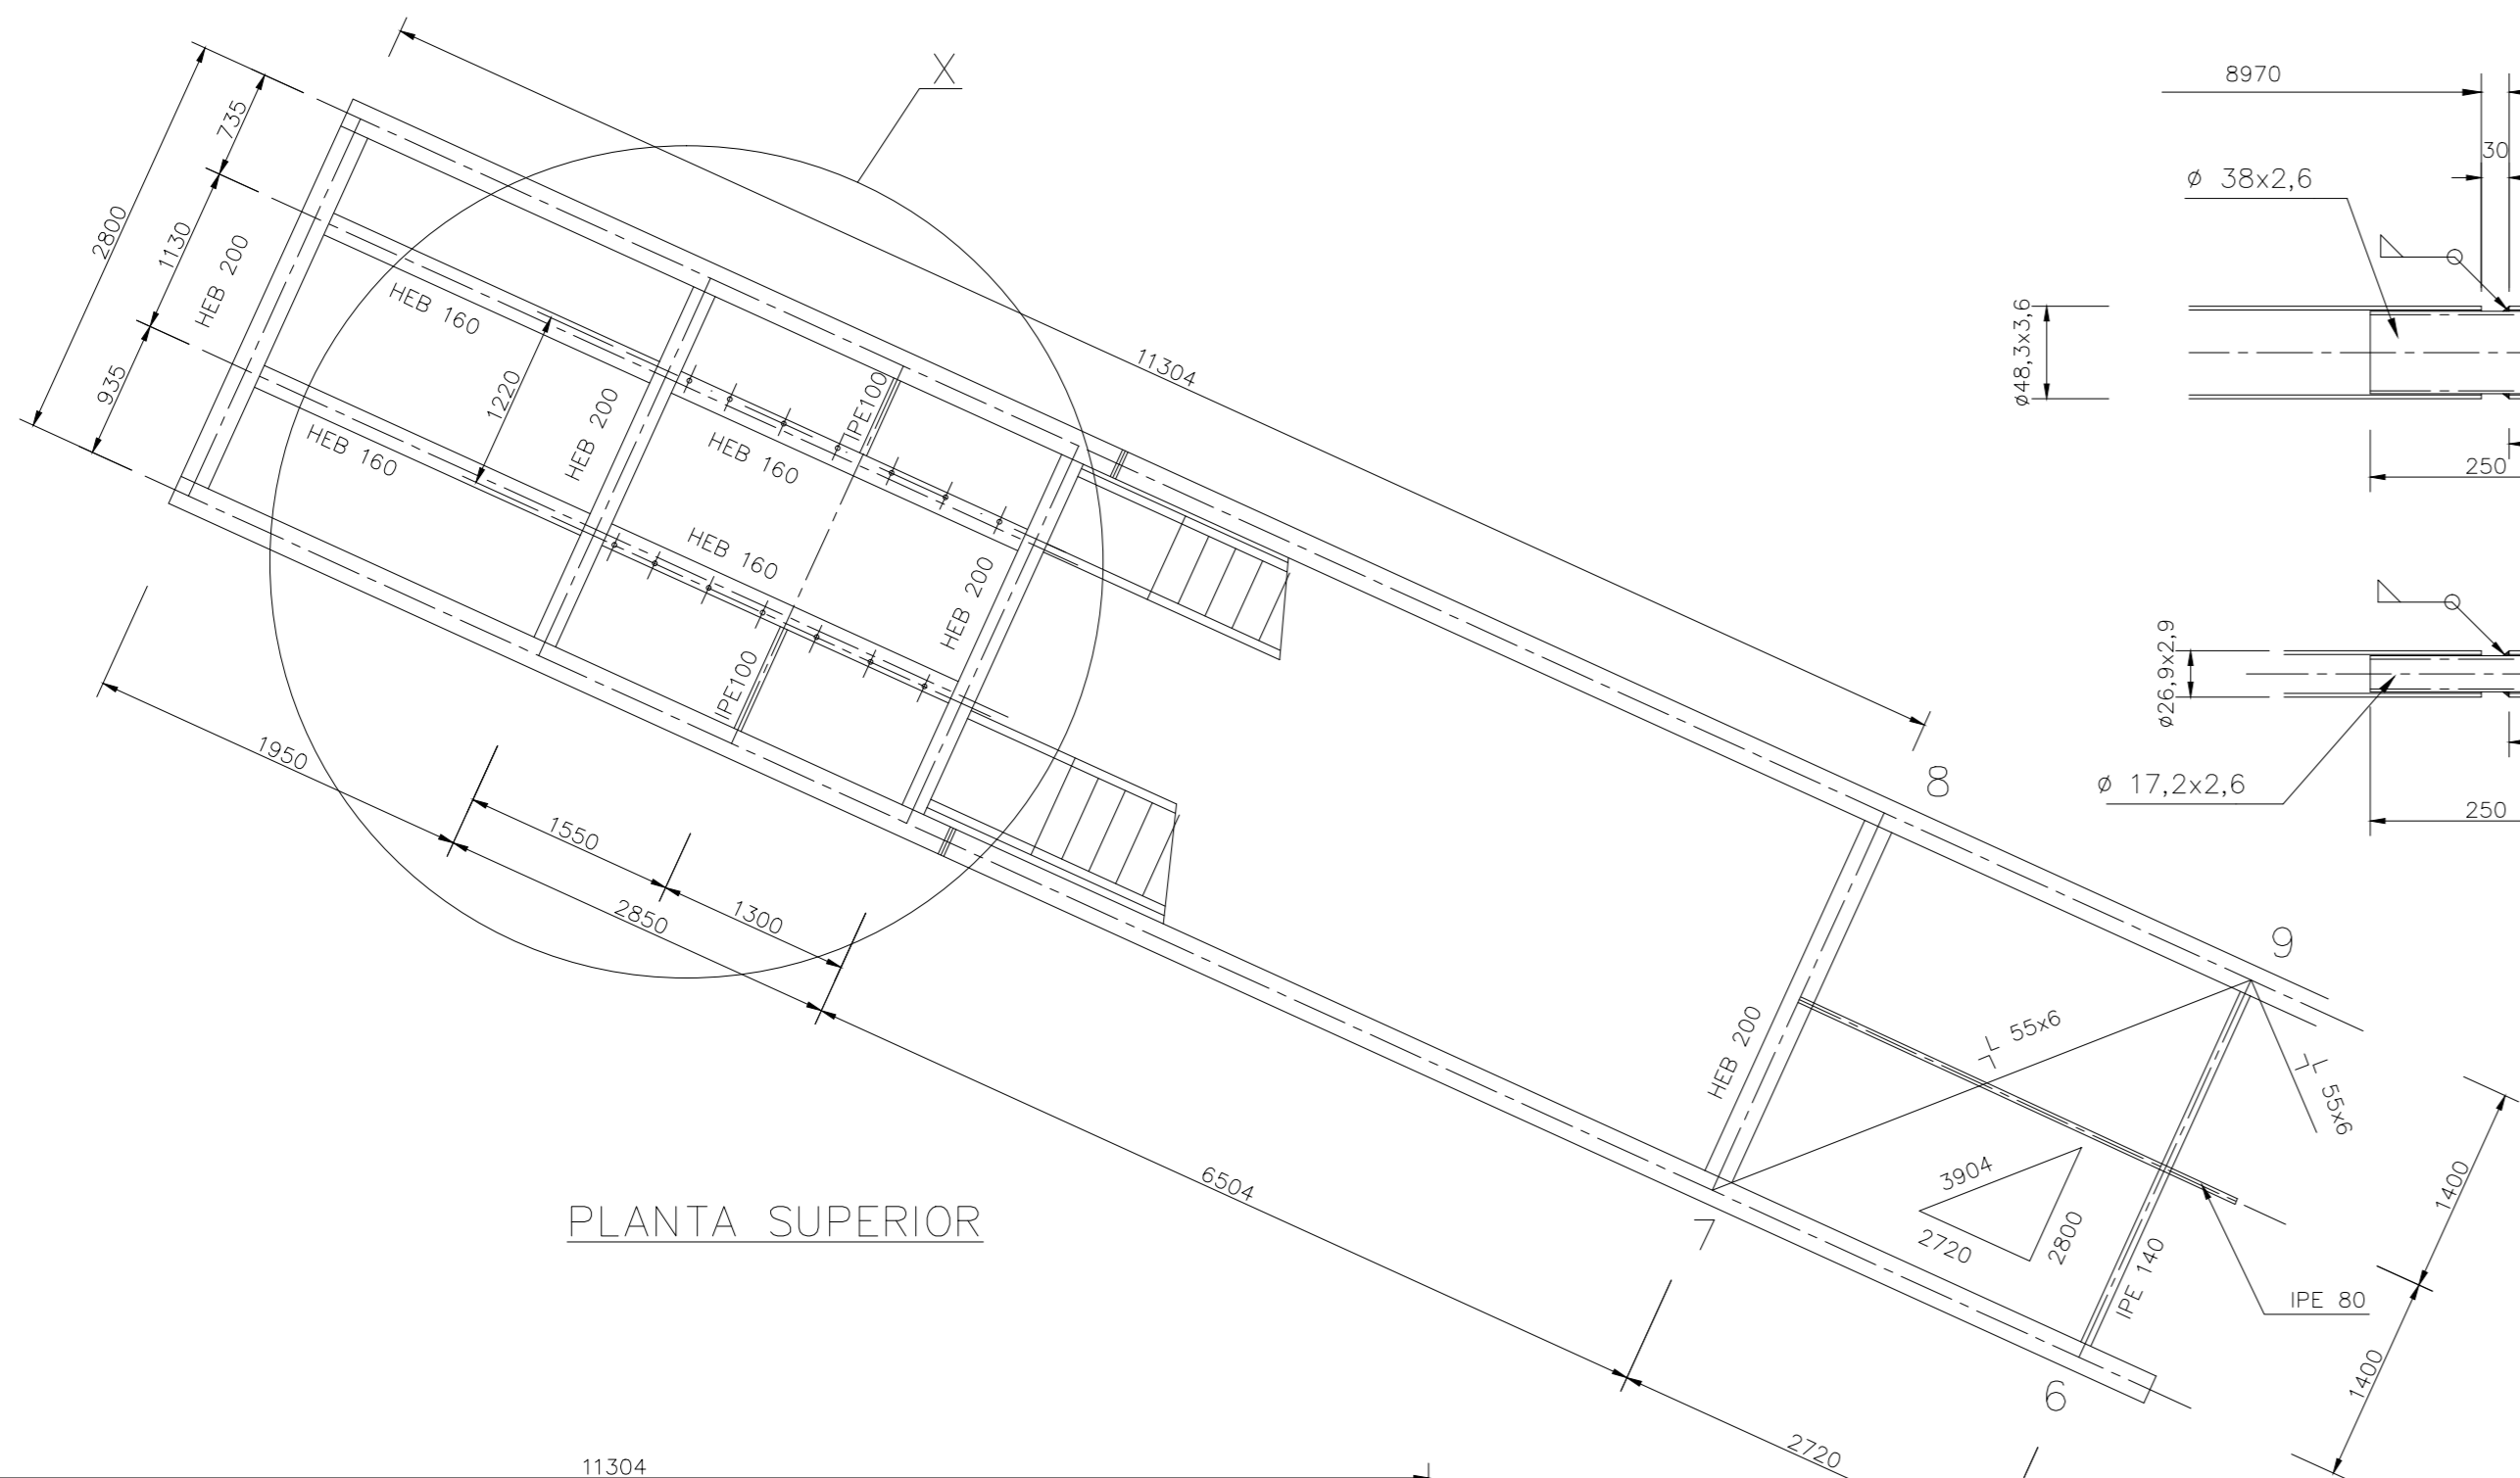 X
8970
735
30
ø 38x2,6
2800
1130
HEB 200
HEB 160
ø48,3x3,6
11304
935
1220
IPE100
HEB 200
HEB 160
HEB 160
250
HEB 160
HEB 200
ø26,9x2,9
IPE100
8
ø 17,2x2,6
1950
250
1550
1300
2850
9
55x6
HEB 200
55x6
6504
3904
1400
PLANTA SUPERIOR
7
2720
2800
IPE 140
IPE 80
1400
6
2720
11304